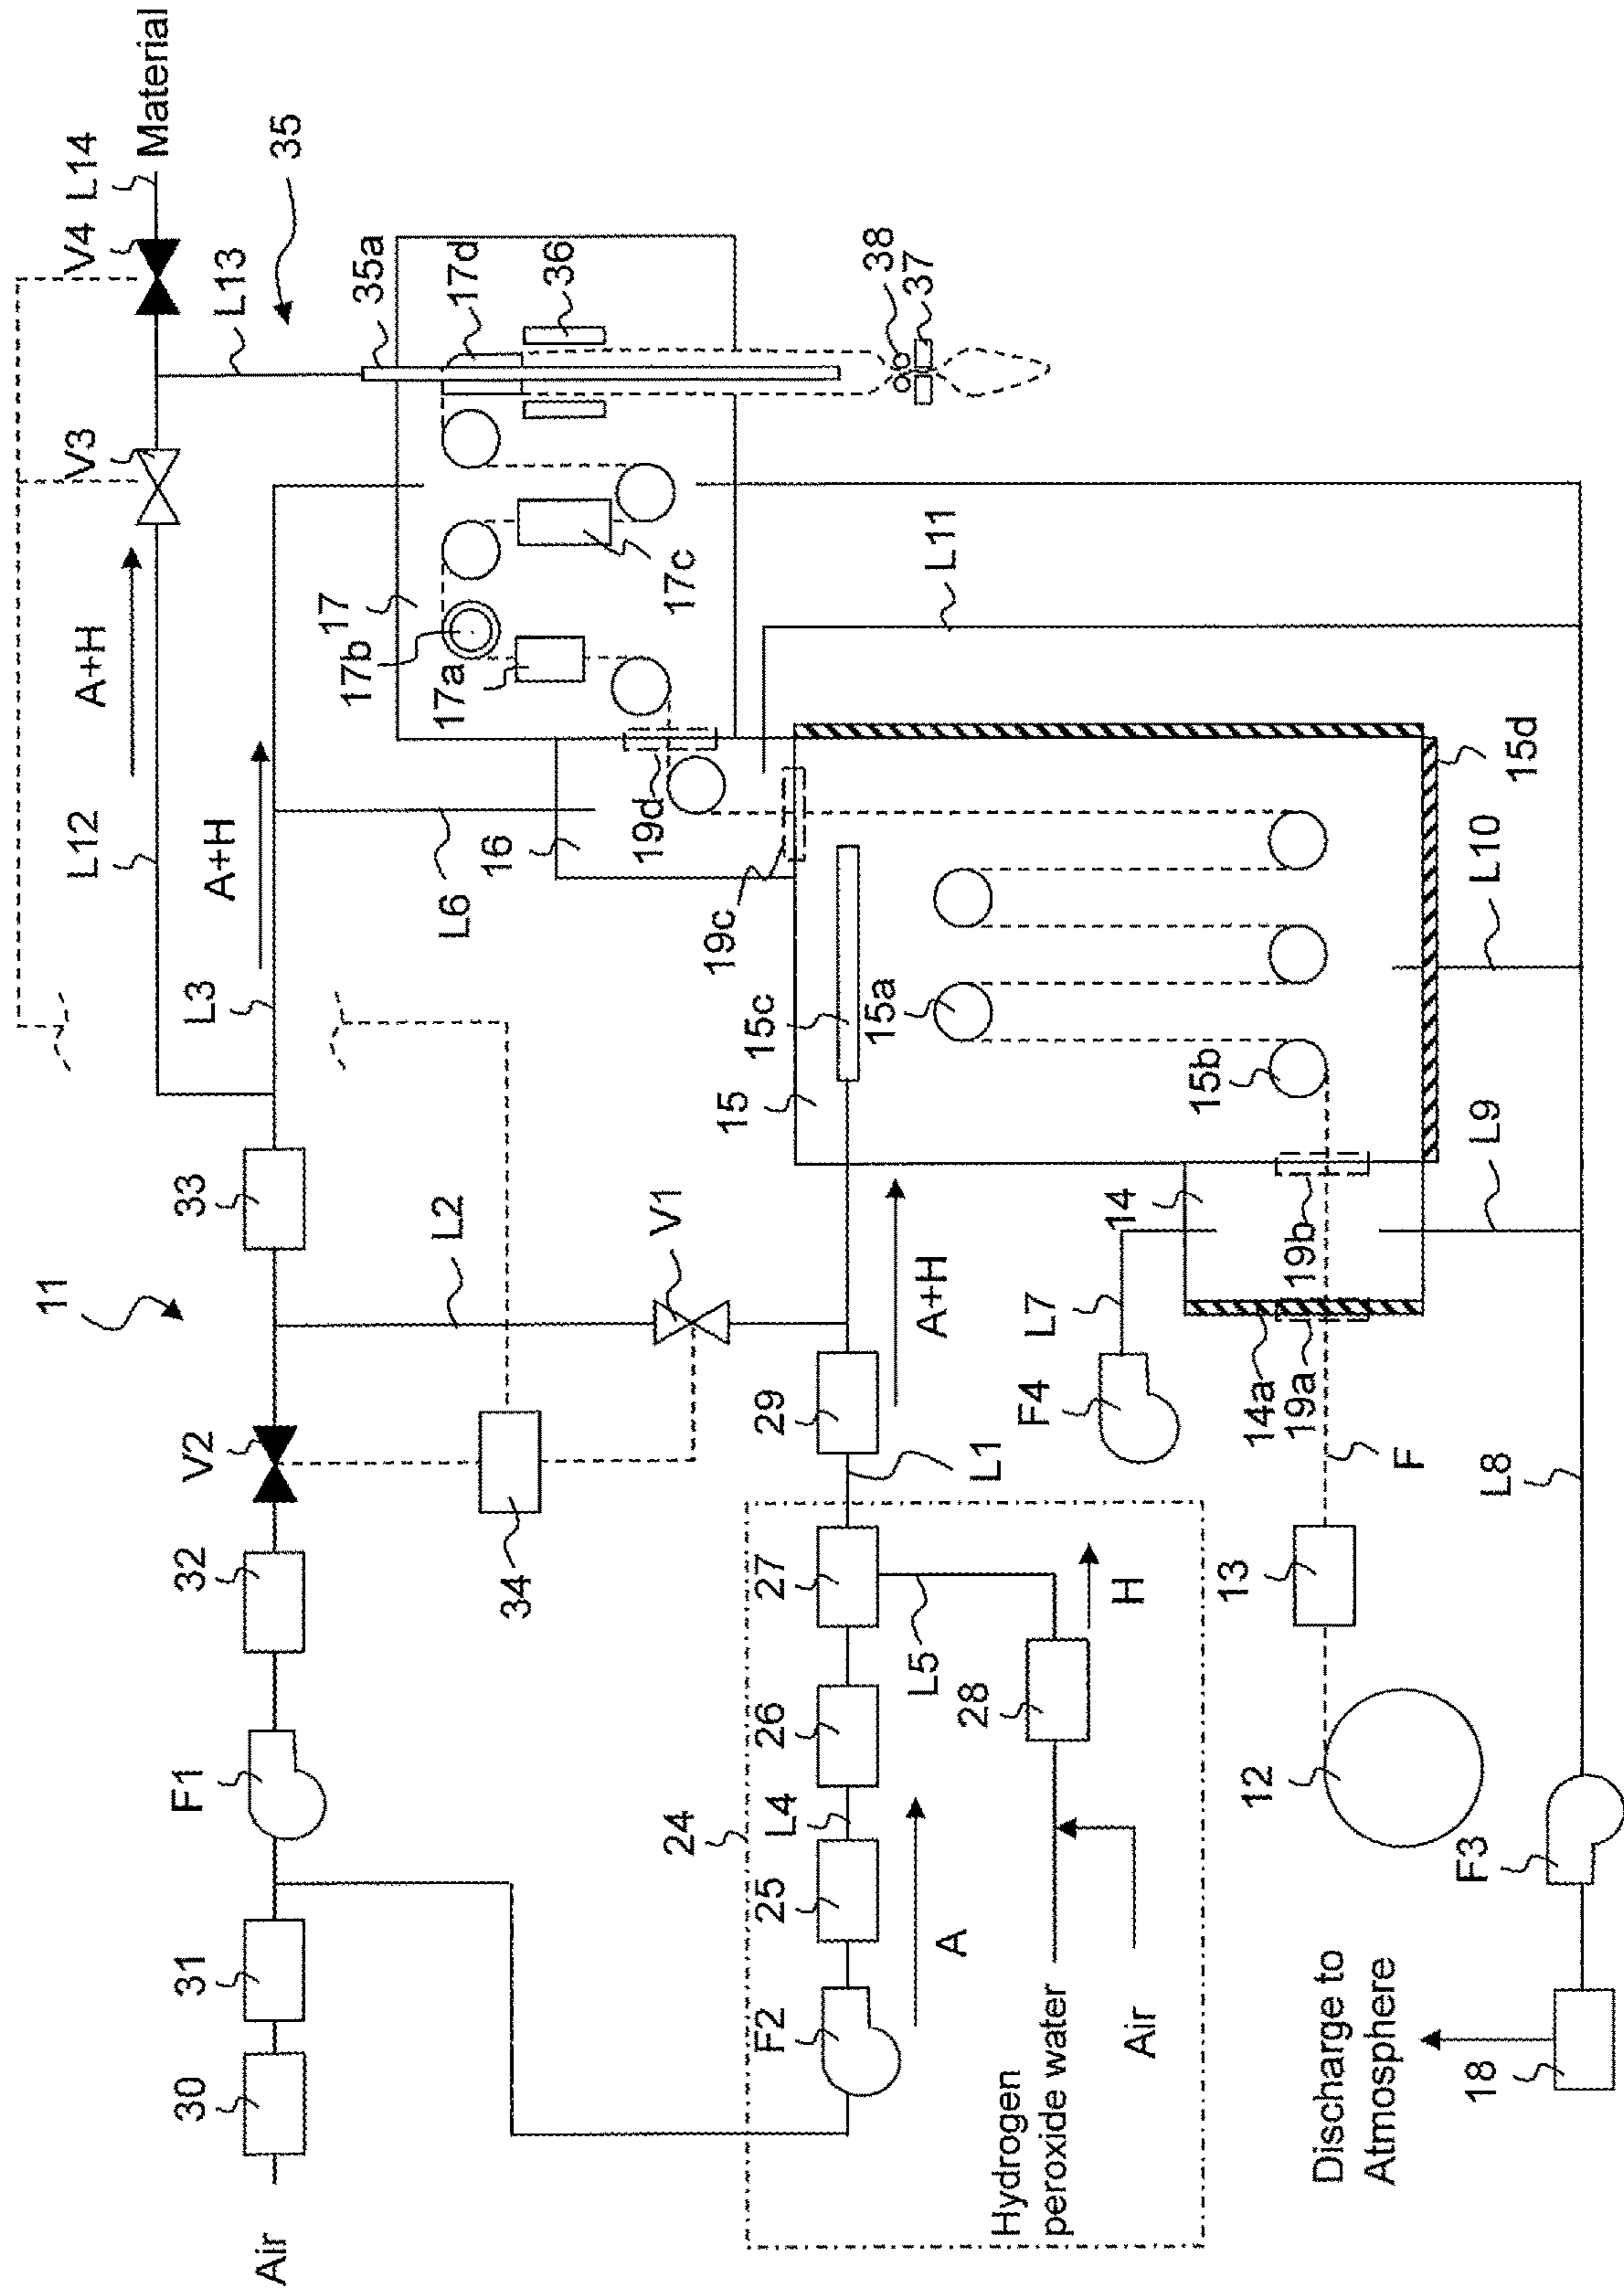 11
Air
30
31
F1
32
V2
33
L3
A+H
L12
A+H
V3
V4
L14
Material
L13
35
35a
17d
36
38
37
17
17b
17a
17c
L6
16
19d
19c
L11
L2
V1
34
24
F2
25
L4
26
27
L5
28
H
A
Hydrogen
peroxide water
Air
29
L1
A+H
15
15c
15a
15b
15d
L10
L9
14
14a
19a
19b
L7
F4
F
13
12
L8
F3
18
Discharge to
Atmosphere